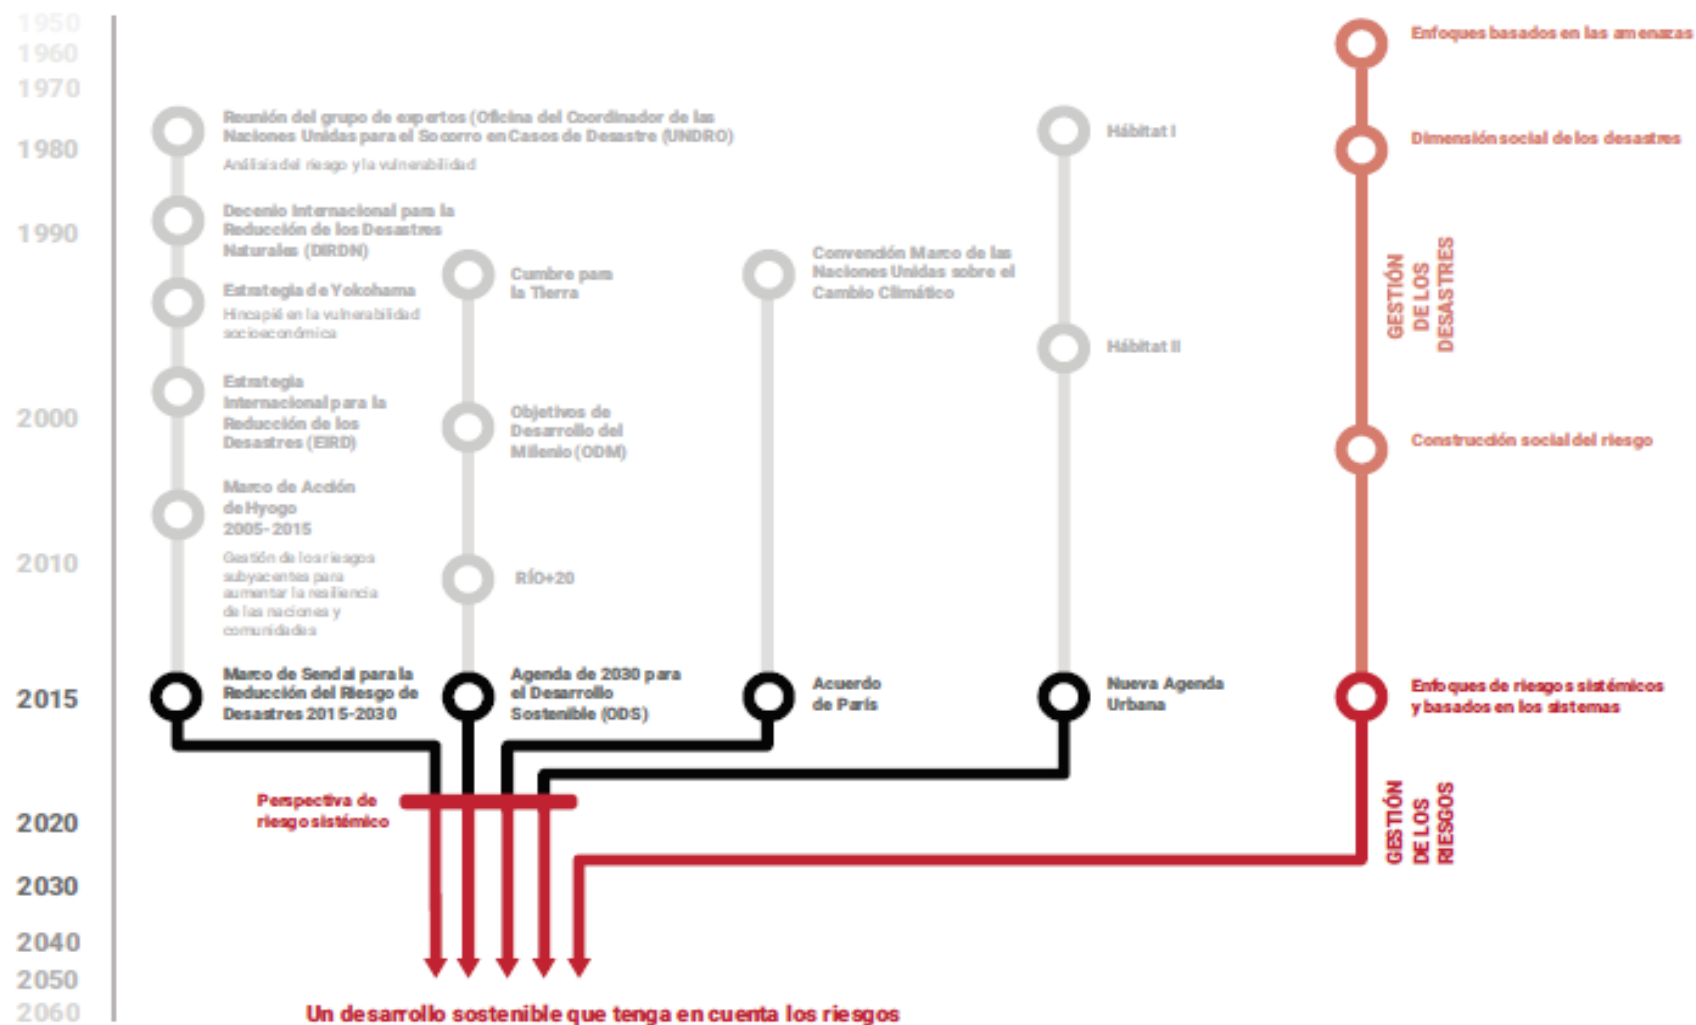 1950
1960
1970
1980
1990
2000
2010
2015
2020
2030
2040
2050
2060
Reunión del grupo de expertos (Oficina del Coordinador de las
Naciones Unidas para el Socorro en Casos de Desastre (UNDRO)
Análisis del riesgo y la vulnerabilidad
Decenio Internacional para la
Reducción de los Desastres
Naturales (DIRDN)
Estrategia de Yokohama
Hincapié en la vulnerabilidad
socioeconómica
Estrategia
Internacional para la
Reducción de los
Desastres (EIRD)
Marco de Acción
de Hyogo
2005-2015
Gestión de los riesgos
subyacentes para
aumentar la resiliencia
de las naciones y
comunidades
Marco de Sendai para la
Reducción del Riesgo de
Desastres 2015-2030
Cumbre para
la Tierra
Objetivos de
Desarrollo del
Milenio (ODM)
RÍO+20
Agenda de 2030 para
el Desarrollo
Sostenible (ODS)
Convención Marco de las
Naciones Unidas sobre el
Cambio Climático
Acuerdo
de París
Hábitat I
Hábitat II
Nueva Agenda
Urbana
Enfoques basados en las amenazas
Dimensión social de los desastres
GESTIÓN
DE LOS
DESASTRES
Construcción social del riesgo
Enfoques de riesgos sistémicos
y basados en los sistemas
GESTIÓN
DE LOS
RIESGOS
Perspectiva de
riesgo sistémico
Un desarrollo sostenible que tenga en cuenta los riesgos